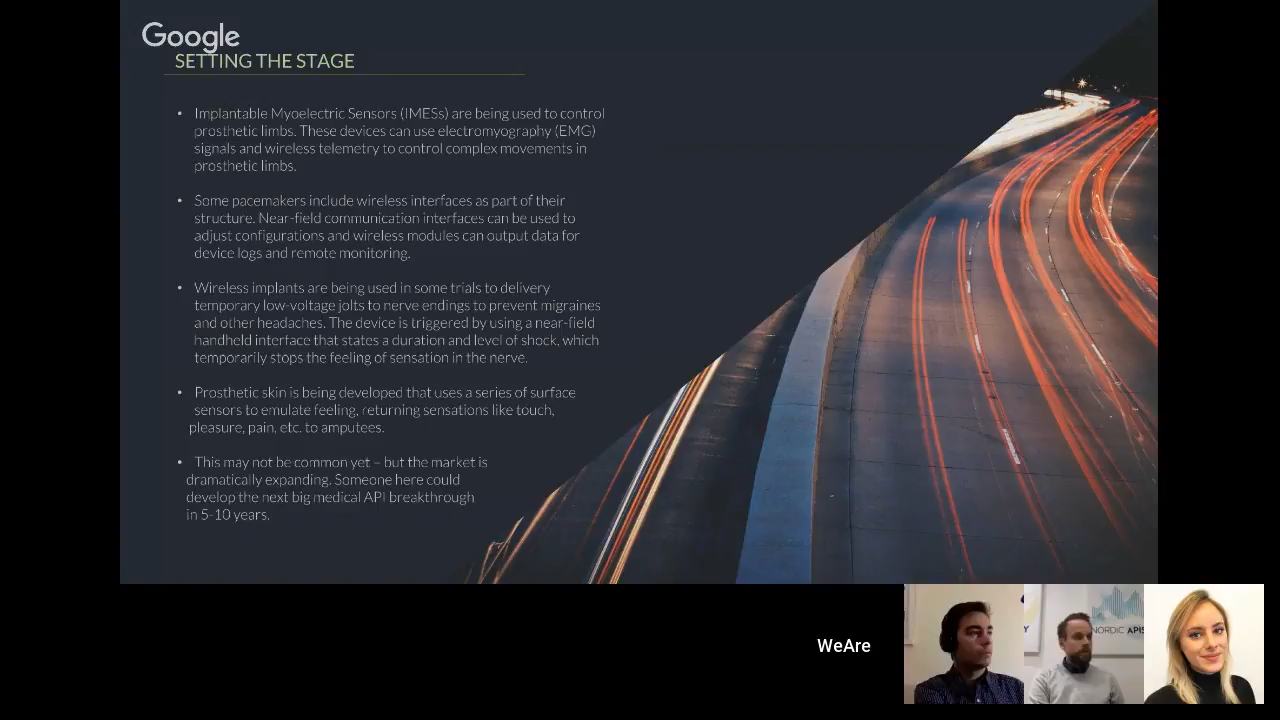 Google
SETTING THE STAGE
• Implantable Myoelectric Sensors (IMESs) are being used to control
prosthetic limbs. These devices can use electromyography (EMG)
signals and wireless telemetry to control complex movements in
prosthetic limbs.
• Some pacemakers include wireless interfaces as part of their
structure. Near-field communication interfaces can be used to
adjust configurations and wireless modules can output data for
device logs and remote monitoring.
• Wireless implants are being used in some trials to delivery
temporary low-voltage jolts to nerve endings to prevent migraines
and other headaches. The device is triggered by using a near-field
handheld interface that states a duration and level of shock, which
temporarily stops the feeling of sensation in the nerve.
• Prosthetic skin is being developed that uses a series of surface
sensors to emulate feeling, returning sensations like touch,
pleasure, pain, etc. to amputees.
• This may not be common yet – but the market is
dramatically expanding. Someone here could
develop the next big medical API breakthrough
in 5-10 years.
WeAre
Y
NORDIC APIS